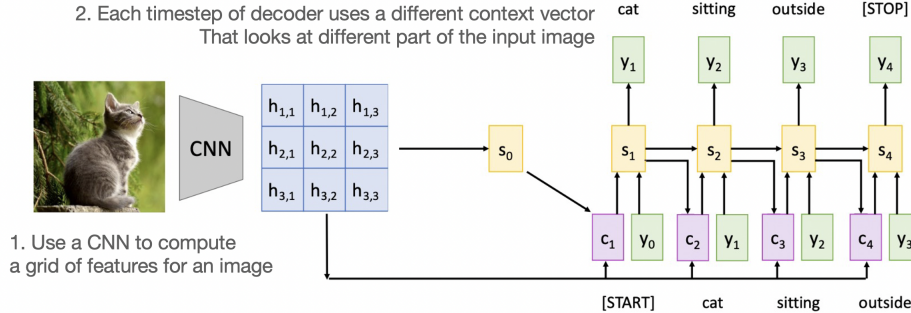 2. Each timestep of decoder uses a different context vector
That looks at different part of the input image
cat sitting outside [STOP]
y1 y2 y3 y4
CNN
h1,1 h1,2 h1,3
h2,1 h2,2 h2,3
h3,1 h3,2 h3,3
s0 s1 s2 s3 s4
c1 y0 c2 y1 c3 y2 c4 y3
1. Use a CNN to compute
a grid of features for an image
[START] cat sitting outside